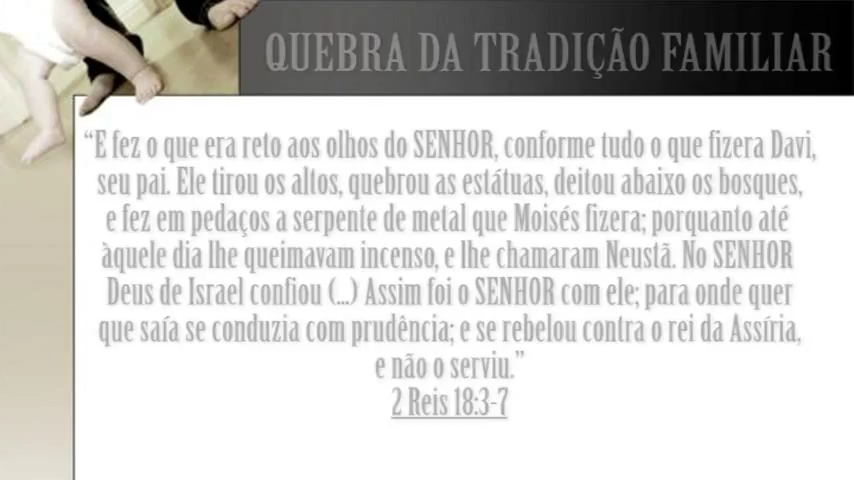 QUEBRA DA TRADIÇÃO FAMILIAR
“E fez o que era reto aos olhos do SENHOR, conforme tudo o que fizera Davi,
seu pai. Ele tirou os altos, quebrou as estátuas, deitou abaixo os bosques,
e fez em pedaços a serpente de metal que Moisés fizera; porquanto até
àquele dia lhe queimavam incenso, e lhe chamaram Neustã. No SENHOR
Deus de Israel confiou (...) Assim foi o SENHOR com ele; para onde quer
que saía se conduzia com prudência; e se rebelou contra o rei da Assíria,
e não o serviu.”
2 Reis 18:3-7